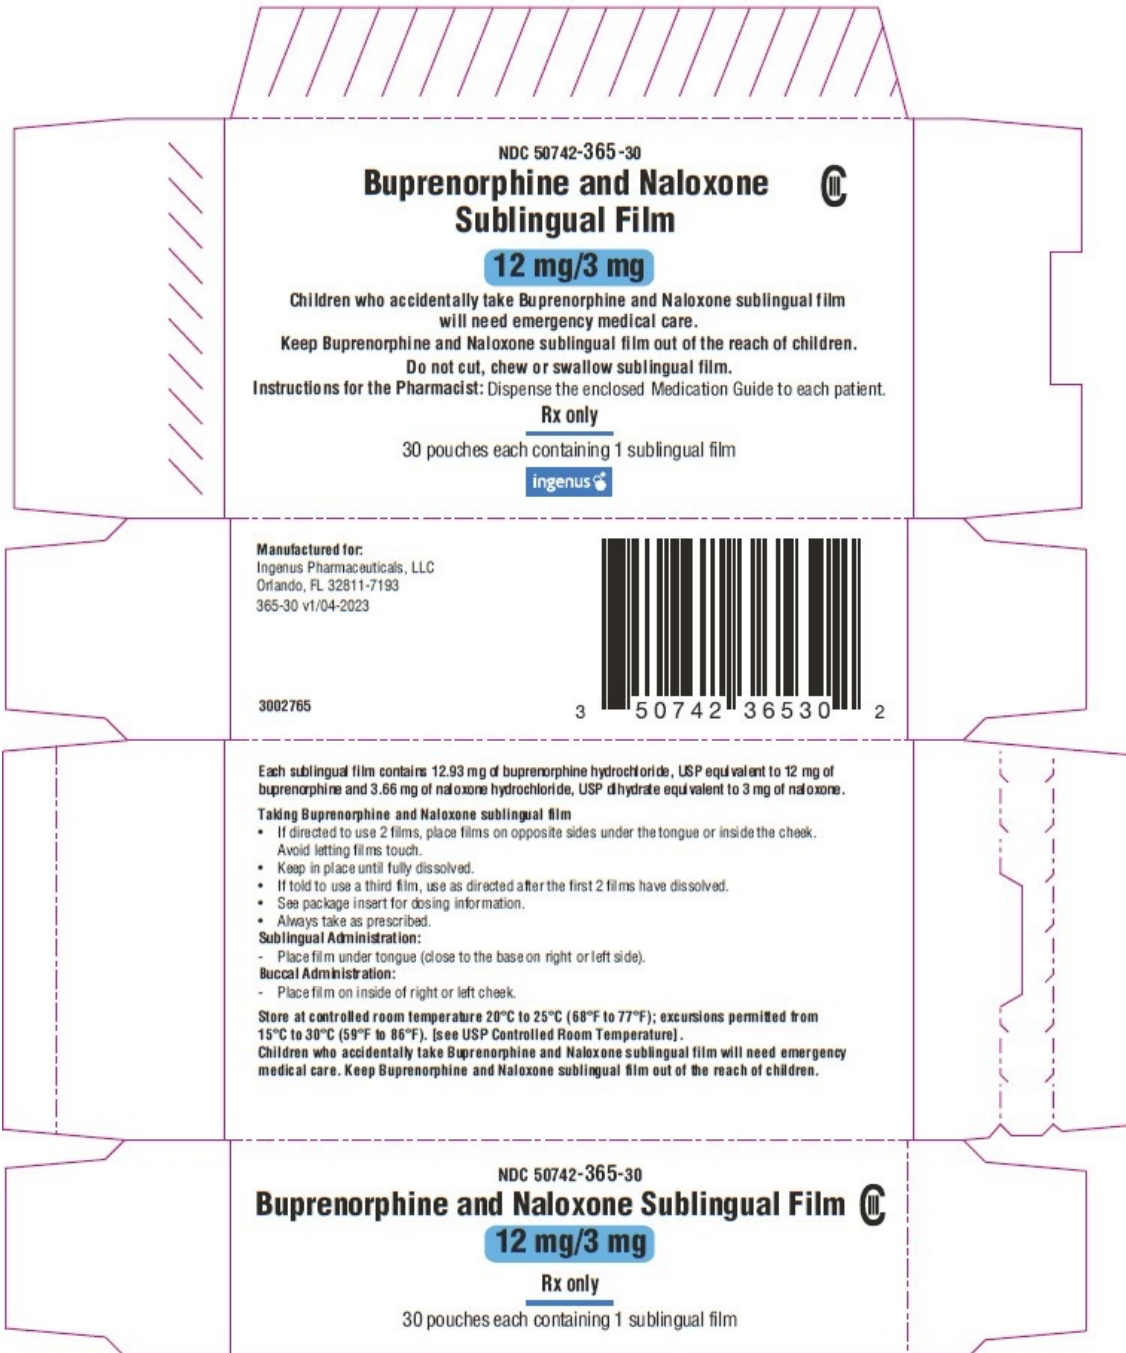 NDC 50742-365-30
Buprenorphine and Naloxone
Sublingual Film
CIII
12 mg/3 mg
Children who accidentally take Buprenorphine and Naloxone sublingual film
will need emergency medical care.
Keep Buprenorphine and Naloxone sublingual film out of the reach of children.
Do not cut, chew or swallow sublingual film.
Instructions for the Pharmacist: Dispense the enclosed Medication Guide to each patient.
Rx only
30 pouches each containing 1 sublingual film
ingenus
Manufactured for:
Ingenus Pharmaceuticals, LLC
Orlando, FL 32811-7193
365-30 v1/04-2023
3002765
3 50742 36530 2
Each sublingual film contains 12.93 mg of buprenorphine hydrochloride, USP equivalent to 12 mg of
buprenorphine and 3.66 mg of naloxone hydrochloride, USP dihydrate equivalent to 3 mg of naloxone.
Taking Buprenorphine and Naloxone sublingual film
• If directed to use 2 films, place films on opposite sides under the tongue or inside the cheek.
Avoid letting films touch.
• Keep in place until fully dissolved.
• If told to use a third film, use as directed after the first 2 films have dissolved.
• See package insert for dosing information.
• Always take as prescribed.
Sublingual Administration:
- Place film under tongue (close to the base on right or left side).
Buccal Administration:
- Place film on inside of right or left cheek.
Store at controlled room temperature 20°C to 25°C (68°F to 77°F); excursions permitted from
15°C to 30°C (59°F to 86°F). [see USP Controlled Room Temperature].
Children who accidentally take Buprenorphine and Naloxone sublingual film will need emergency
medical care. Keep Buprenorphine and Naloxone sublingual film out of the reach of children.
NDC 50742-365-30
Buprenorphine and Naloxone Sublingual Film CIII
12 mg/3 mg
Rx only
30 pouches each containing 1 sublingual film